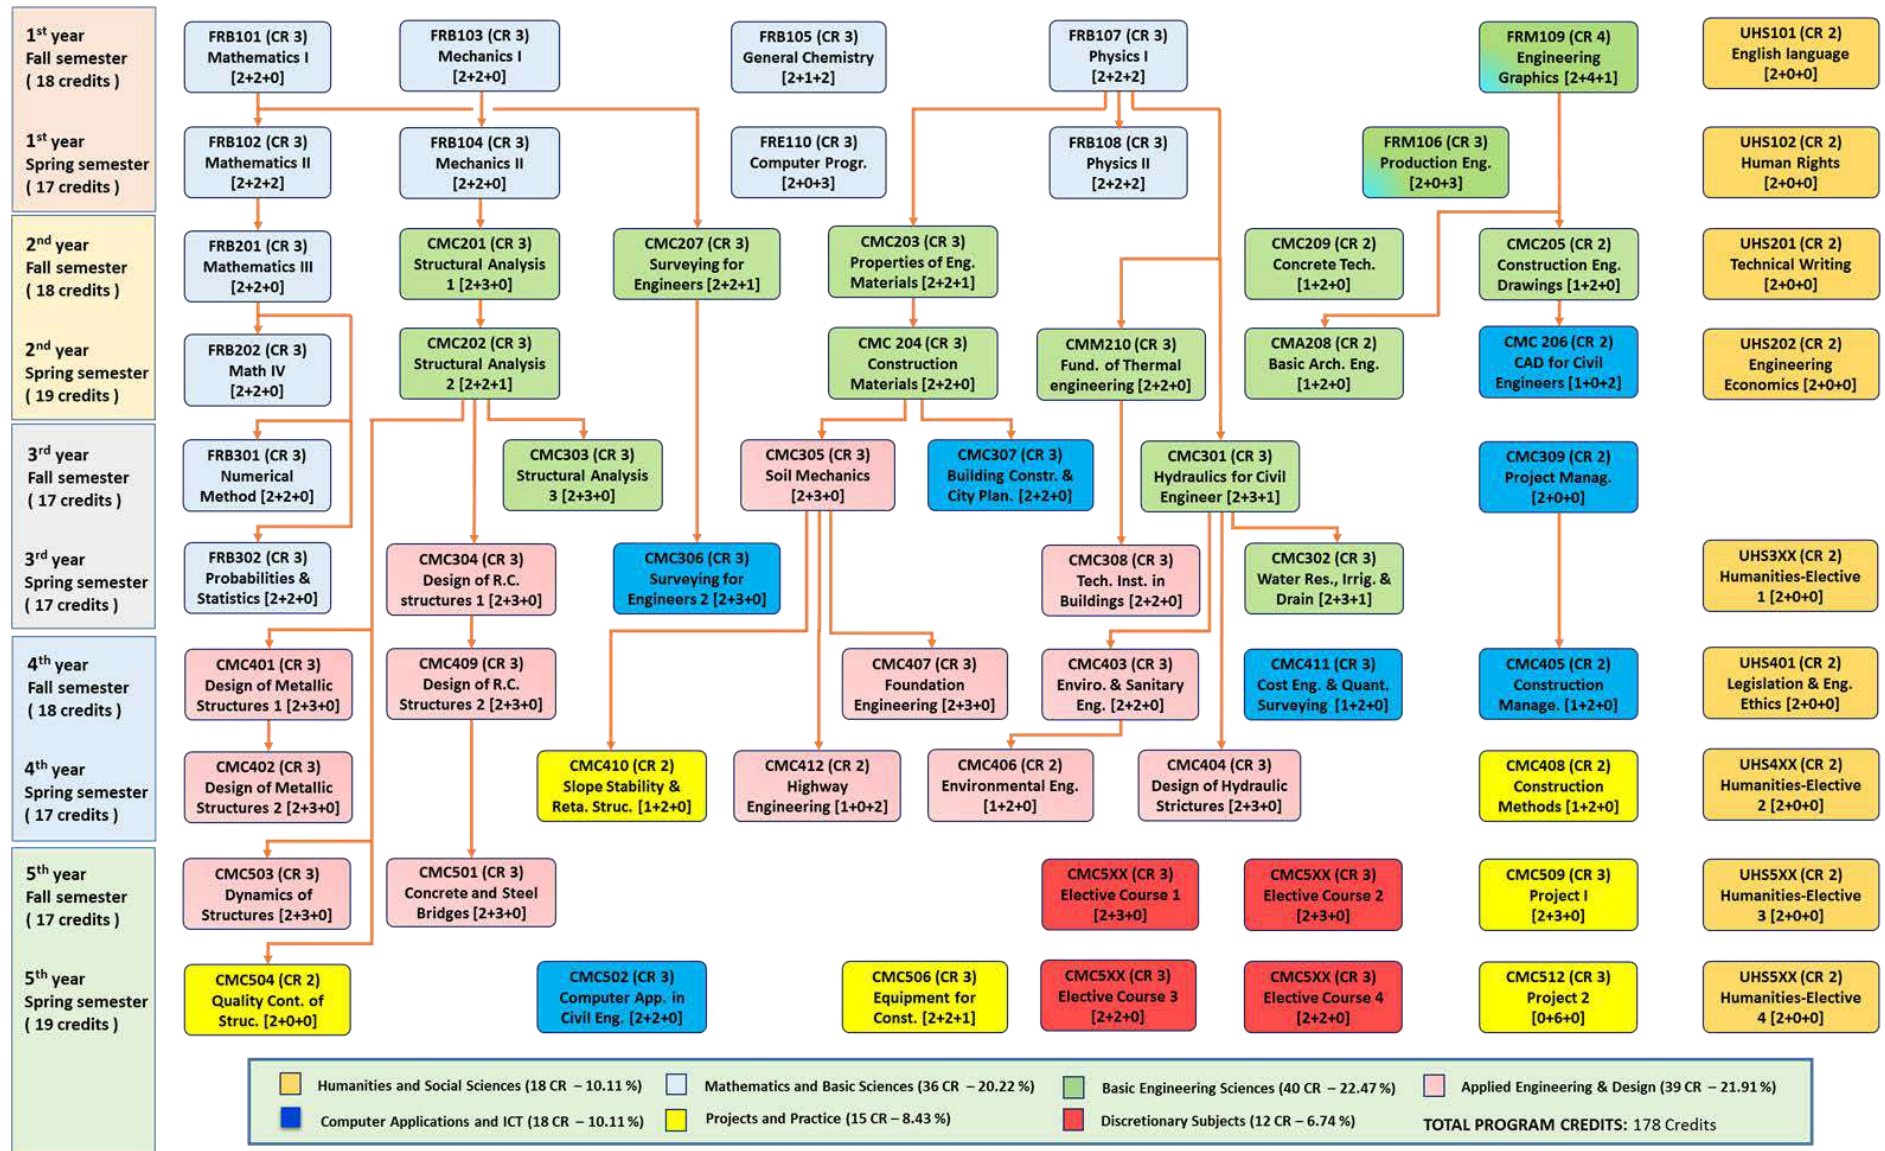 1st year
Fall semester
( 18 credits )
FRB101 (CR 3)
Mathematics I
[2+2+0]
FRB103 (CR 3)
Mechanics I
[2+2+0]
FRB105 (CR 3)
General Chemistry
[2+1+2]
FRB107 (CR 3)
Physics I
[2+2+2]
FRM109 (CR 4)
Engineering
Graphics [2+4+1]
UHS101 (CR 2)
English language
[2+0+0]
1st year
Spring semester
( 17 credits )
FRB102 (CR 3)
Mathematics II
[2+2+2]
FRB104 (CR 3)
Mechanics II
[2+2+0]
FRE110 (CR 3)
Computer Progr.
[2+0+3]
FRB108 (CR 3)
Physics II
[2+2+2]
FRM106 (CR 3)
Production Eng.
[2+0+3]
UHS102 (CR 2)
Human Rights
[2+0+0]
2nd year
Fall semester
( 18 credits )
FRB201 (CR 3)
Mathematics III
[2+2+0]
CMC201 (CR 3)
Structural Analysis
1 [2+3+0]
CMC207 (CR 3)
Surveying for
Engineers [2+2+1]
CMC203 (CR 3)
Properties of Eng.
Materials [2+2+1]
CMC209 (CR 2)
Concrete Tech.
[1+2+0]
CMC205 (CR 2)
Construction Eng.
Drawings [1+2+0]
UHS201 (CR 2)
Technical Writing
[2+0+0]
2nd year
Spring semester
( 19 credits )
FRB202 (CR 3)
Math IV
[2+2+0]
CMC202 (CR 3)
Structural Analysis
2 [2+2+1]
CMC 204 (CR 3)
Construction
Materials [2+2+0]
CMM210 (CR 3)
Fund. of Thermal
engineering [2+2+0]
CMA208 (CR 2)
Basic Arch. Eng.
[1+2+0]
CMC 206 (CR 2)
CAD for Civil
Engineers [1+0+2]
UHS202 (CR 2)
Engineering
Economics [2+0+0]
3rd year
Fall semester
( 17 credits )
FRB301 (CR 3)
Numerical
Method [2+2+0]
CMC303 (CR 3)
Structural Analysis
3 [2+3+0]
CMC305 (CR 3)
Soil Mechanics
[2+3+0]
CMC307 (CR 3)
Building Constr. &
City Plan. [2+2+0]
CMC301 (CR 3)
Hydraulics for Civil
Engineer [2+3+1]
CMC309 (CR 2)
Project Manag.
[2+0+0]
3rd year
Spring semester
( 17 credits )
FRB302 (CR 3)
Probabilities &
Statistics [2+2+0]
CMC304 (CR 3)
Design of R.C.
structures 1 [2+3+0]
CMC306 (CR 3)
Surveying for
Engineers 2 [2+3+0]
CMC308 (CR 3)
Tech. Inst. in
Buildings [2+2+0]
CMC302 (CR 3)
Water Res., Irrig. &
Drain [2+3+1]
UHS3XX (CR 2)
Humanities-Elective
1 [2+0+0]
4th year
Fall semester
( 18 credits )
CMC401 (CR 3)
Design of Metallic
Structures 1 [2+3+0]
CMC409 (CR 3)
Design of R.C.
Structures 2 [2+3+0]
CMC407 (CR 3)
Foundation
Engineering [2+3+0]
CMC403 (CR 3)
Enviro. & Sanitary
Eng. [2+2+0]
CMC411 (CR 3)
Cost Eng. & Quant.
Surveying [1+2+0]
CMC405 (CR 2)
Construction
Manage. [1+2+0]
UHS401 (CR 2)
Legislation & Eng.
Ethics [2+0+0]
4th year
Spring semester
( 17 credits )
CMC402 (CR 3)
Design of Metallic
Structures 2 [2+3+0]
CMC410 (CR 2)
Slope Stability &
Reta. Struc. [1+2+0]
CMC412 (CR 2)
Highway
Engineering [1+0+2]
CMC406 (CR 2)
Environmental Eng.
[1+2+0]
CMC404 (CR 3)
Design of Hydraulic
Strictures [2+3+0]
CMC408 (CR 2)
Construction
Methods [1+2+0]
UHS4XX (CR 2)
Humanities-Elective
2 [2+0+0]
5th year
Fall semester
( 17 credits )
CMC503 (CR 3)
Dynamics of
Structures [2+3+0]
CMC501 (CR 3)
Concrete and Steel
Bridges [2+3+0]
CMC5XX (CR 3)
Elective Course 1
[2+3+0]
CMC5XX (CR 3)
Elective Course 2
[2+3+0]
CMC509 (CR 3)
Project I
[2+3+0]
UHS5XX (CR 2)
Humanities-Elective
3 [2+0+0]
5th year
Spring semester
( 19 credits )
CMC504 (CR 2)
Quality Cont. of
Struc. [2+0+0]
CMC502 (CR 3)
Computer App. in
Civil Eng. [2+2+0]
CMC506 (CR 3)
Equipment for
Const. [2+2+1]
CMC5XX (CR 3)
Elective Course 3
[2+2+0]
CMC5XX (CR 3)
Elective Course 4
[2+2+0]
CMC512 (CR 3)
Project 2
[0+6+0]
UHS5XX (CR 2)
Humanities-Elective
4 [2+0+0]
Humanities and Social Sciences (18 CR – 10.11 %)
Mathematics and Basic Sciences (36 CR – 20.22 %)
Basic Engineering Sciences (40 CR – 22.47 %)
Applied Engineering & Design (39 CR – 21.91 %)
Computer Applications and ICT (18 CR – 10.11 %)
Projects and Practice (15 CR – 8.43 %)
Discretionary Subjects (12 CR – 6.74 %)
TOTAL PROGRAM CREDITS: 178 Credits